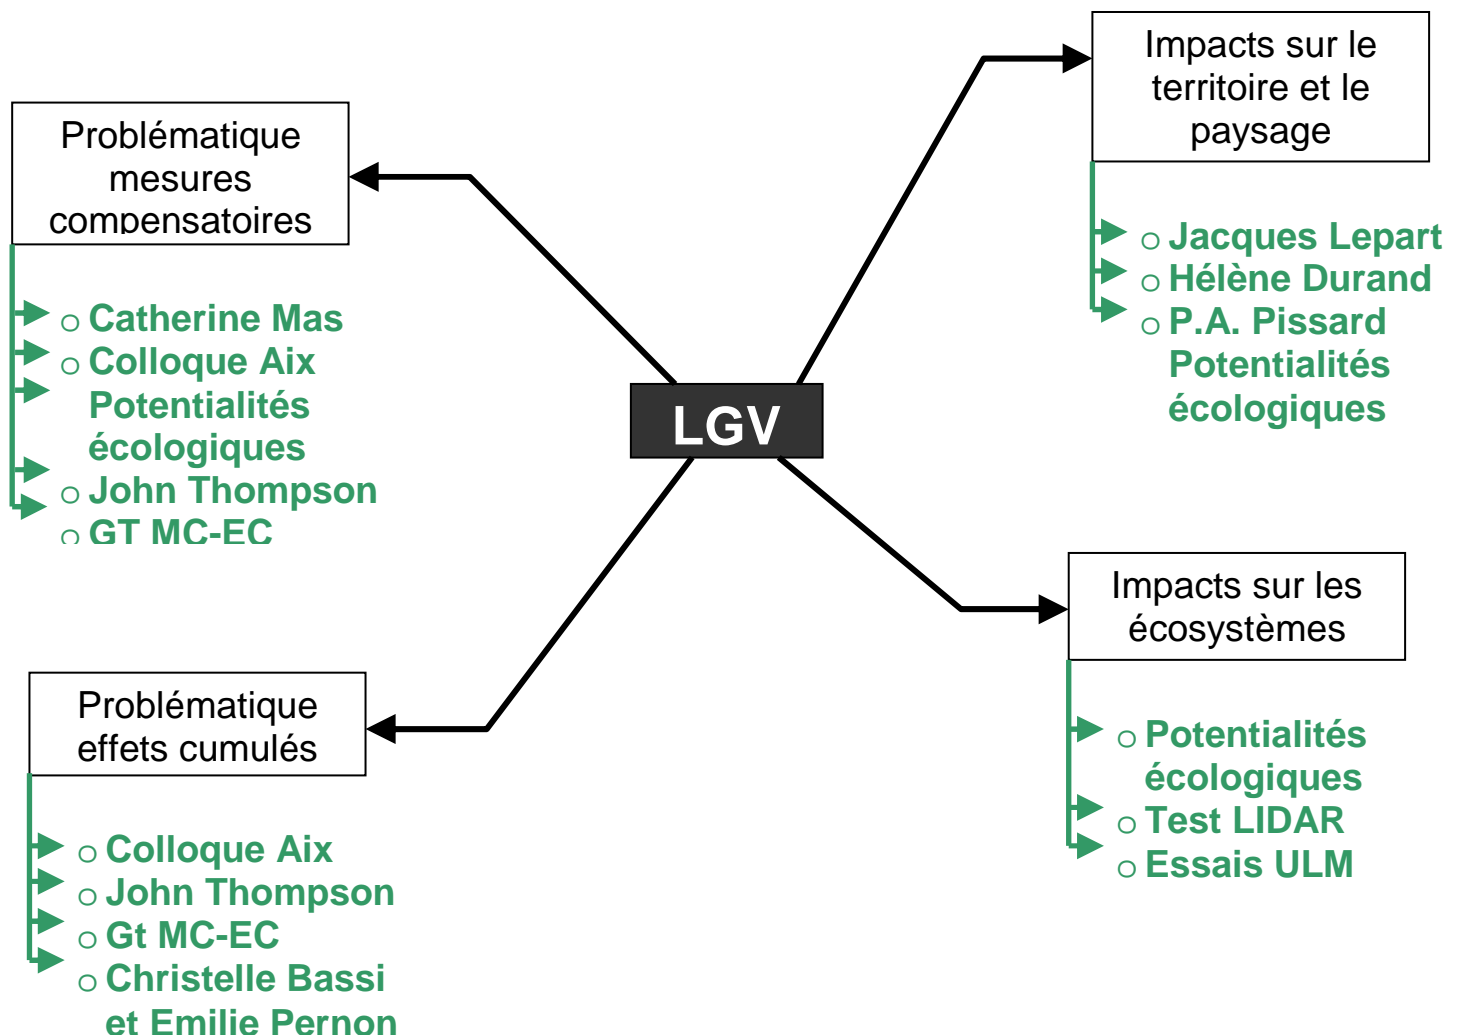 Problématique
mesures
compensatoires
o Catherine Mas
o Colloque Aix
Potentialités
écologiques
o John Thompson
o GT MC-EC
Impacts sur le
territoire et le
paysage
o Jacques Lepart
o Hélène Durand
o P.A. Pissard
Potentialités
écologiques
LGV
Problématique
effets cumulés
o Colloque Aix
o John Thompson
o Gt MC-EC
o Christelle Bassi
et Emilie Pernon
Impacts sur les
écosystèmes
o Potentialités
écologiques
o Test LIDAR
o Essais ULM